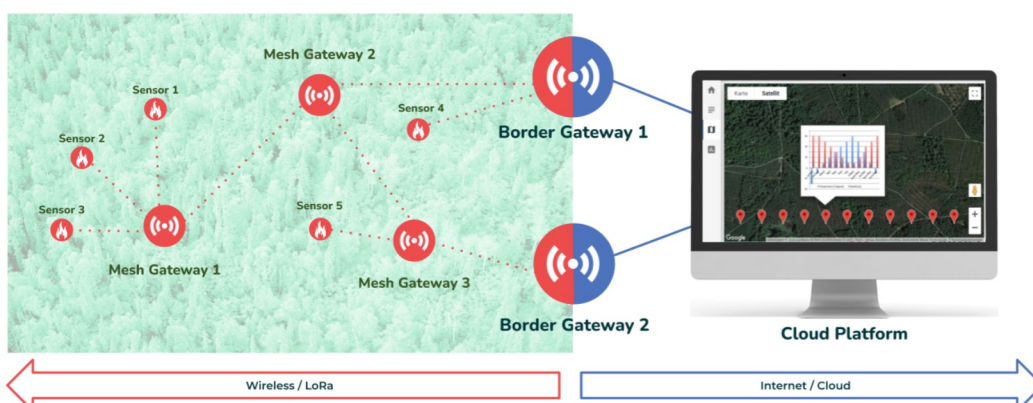 Mesh Gateway 2
Sensor 1
Sensor 4
Sensor 2
Border Gateway 1
Sensor 3
Sensor 5
Mesh Gateway 1
Mesh Gateway 3
Border Gateway 2
Karte Satellit
Google
Cloud Platform
Wireless / LoRa
Internet / Cloud